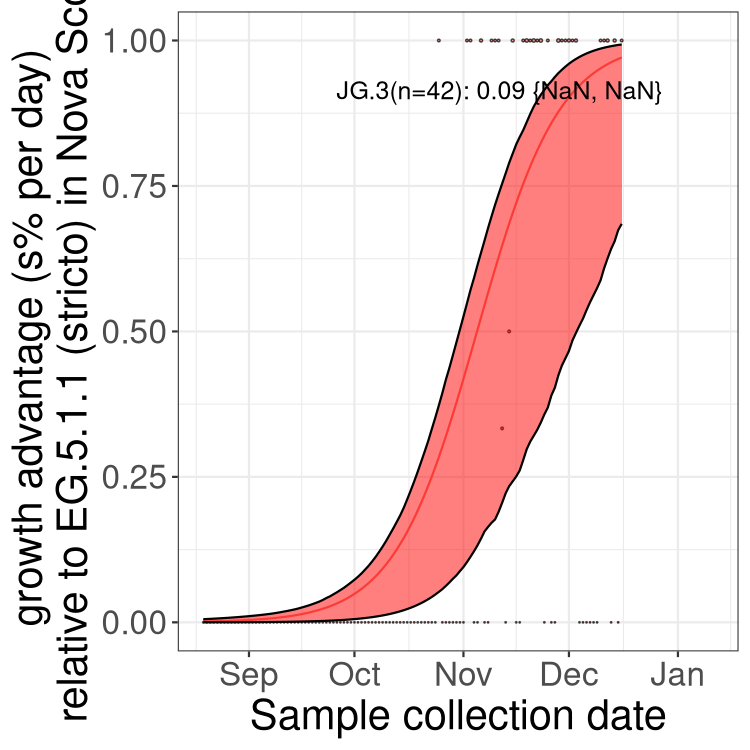 growth advantage (s% per day)
relative to EG.5.1.1 (stricto) in Nova
1.00
0.75
0.50
0.25
0.00
JG.3(n=42): 0.09 {NaN, NaN}
Sep Oct Nov Dec Jan
Sample collection date